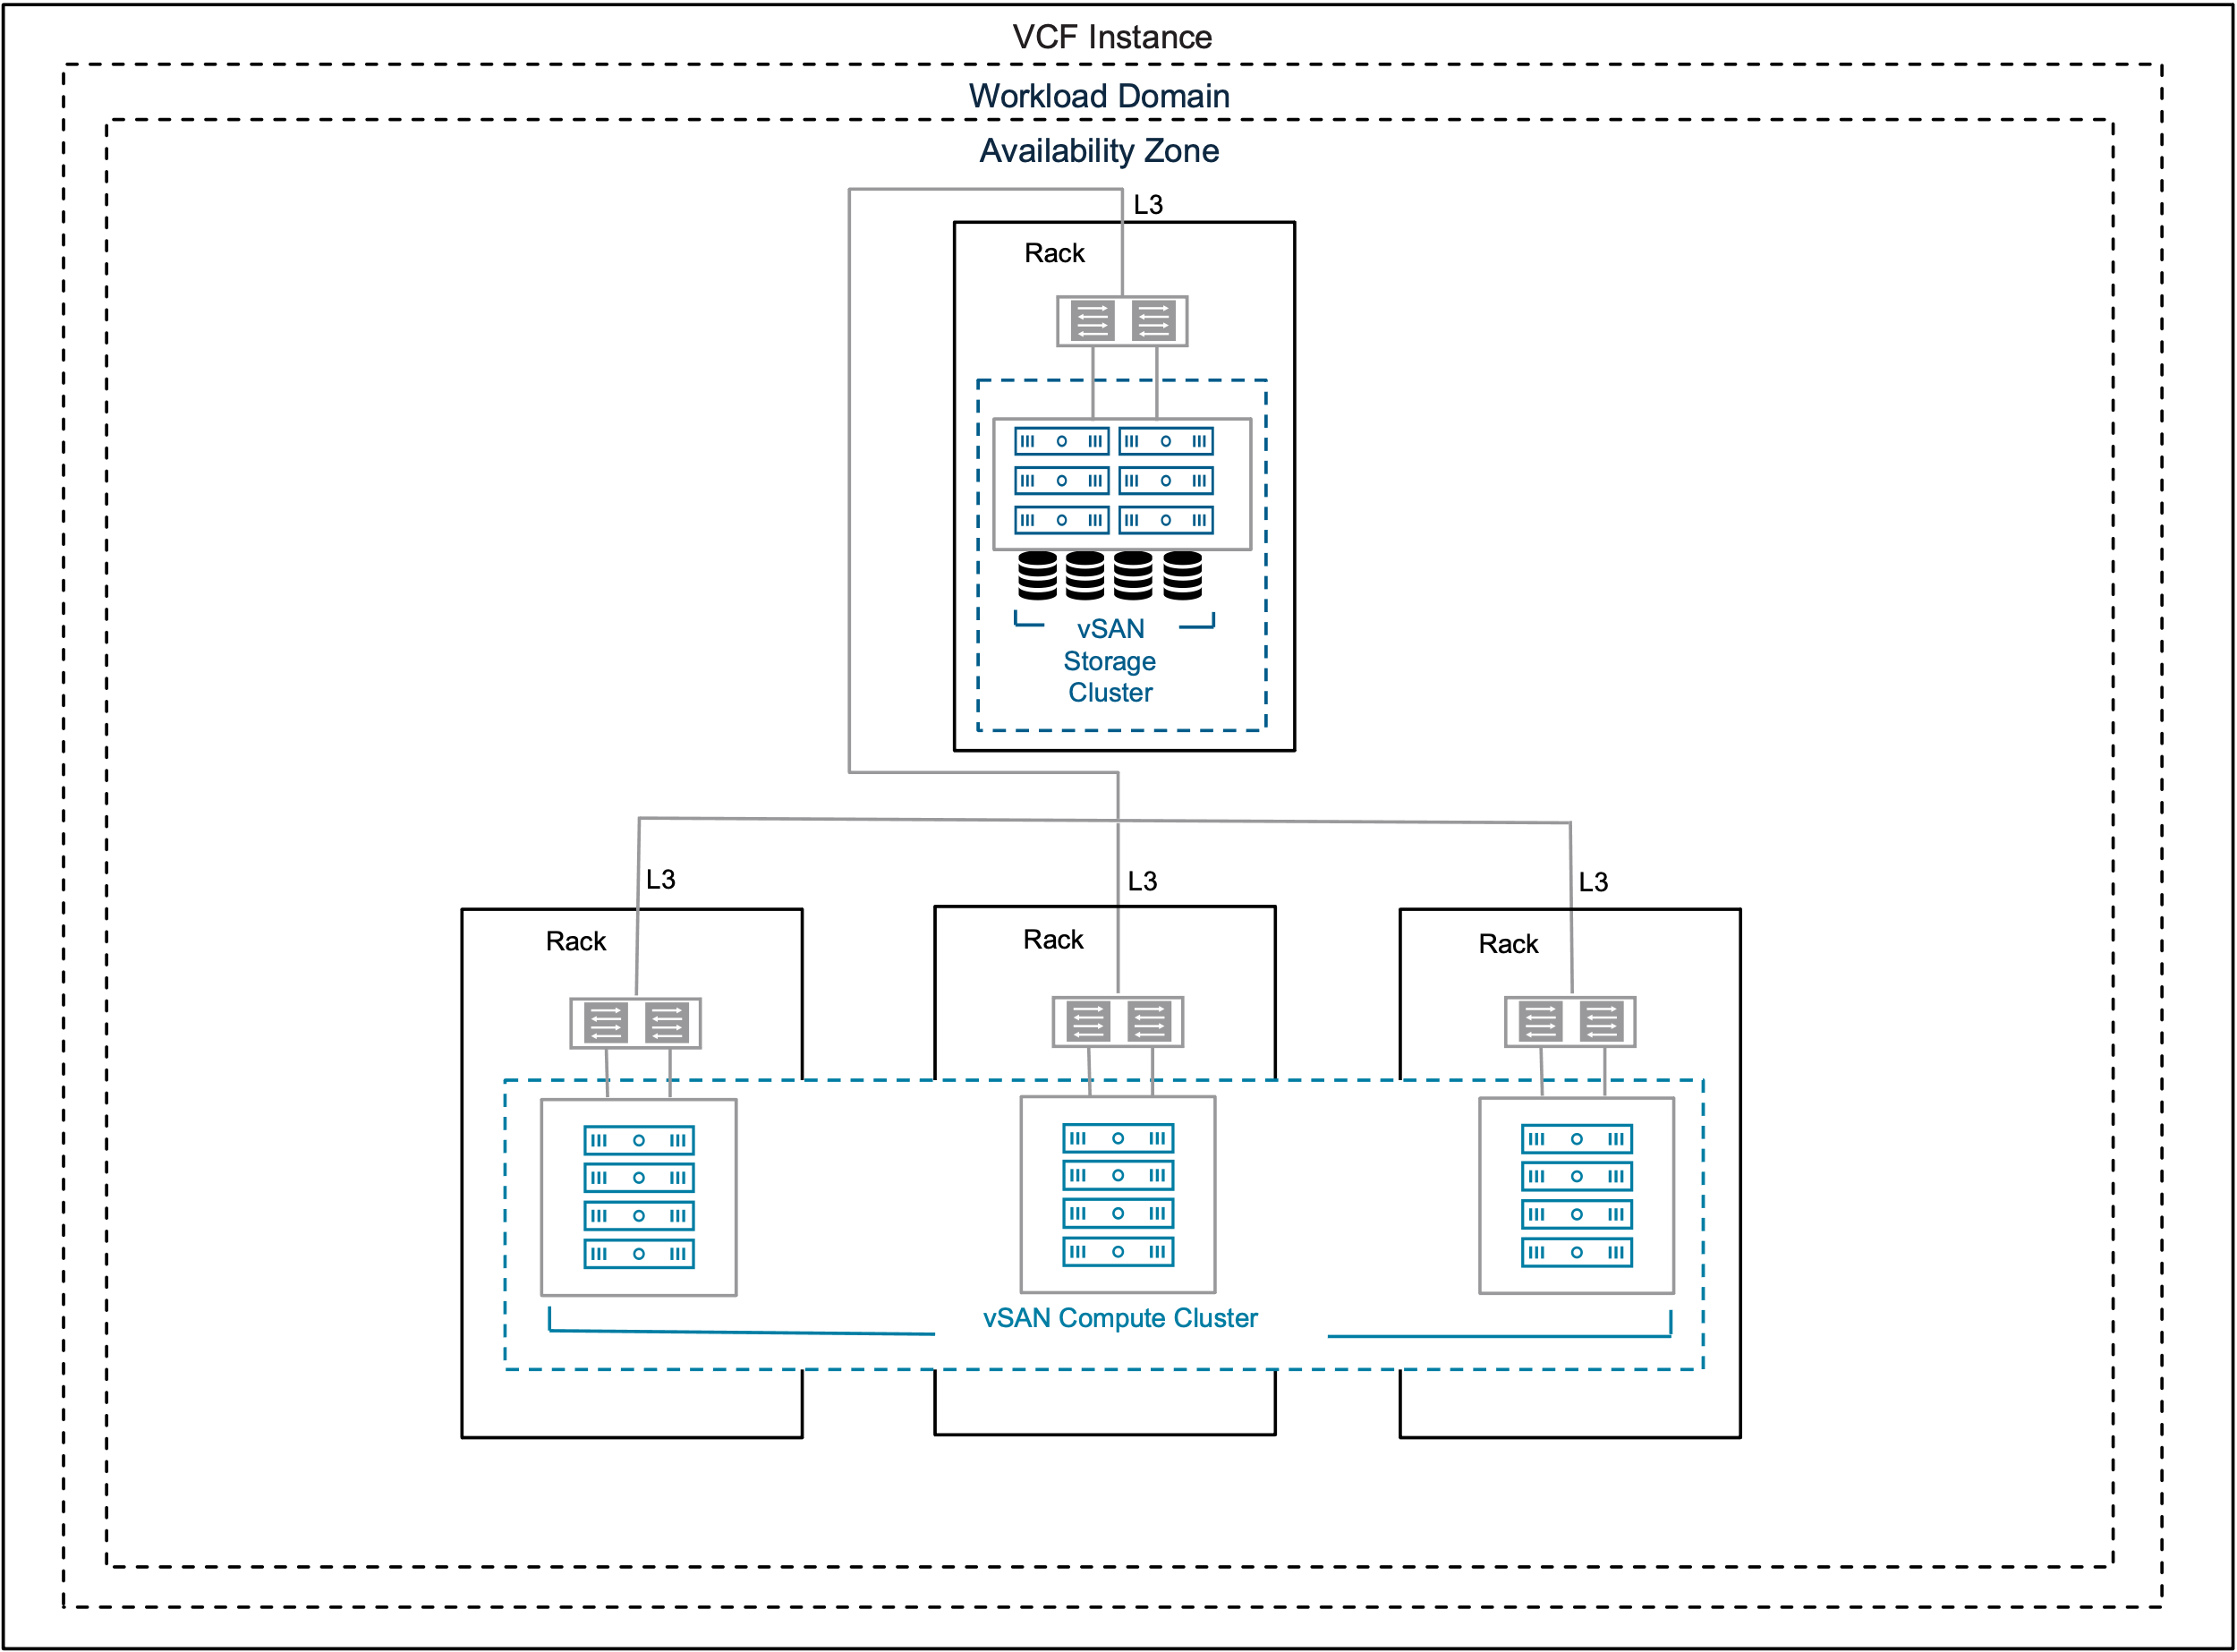 VCF Instance
Workload Domain
Availability Zone
L3
Rack
vSAN
Storage
Cluster
L3
L3
L3
Rack
Rack
Rack
vSAN Compute Cluster